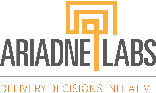 ARIADNE LABS
DELIVERY DECISIONS INITIATIVE